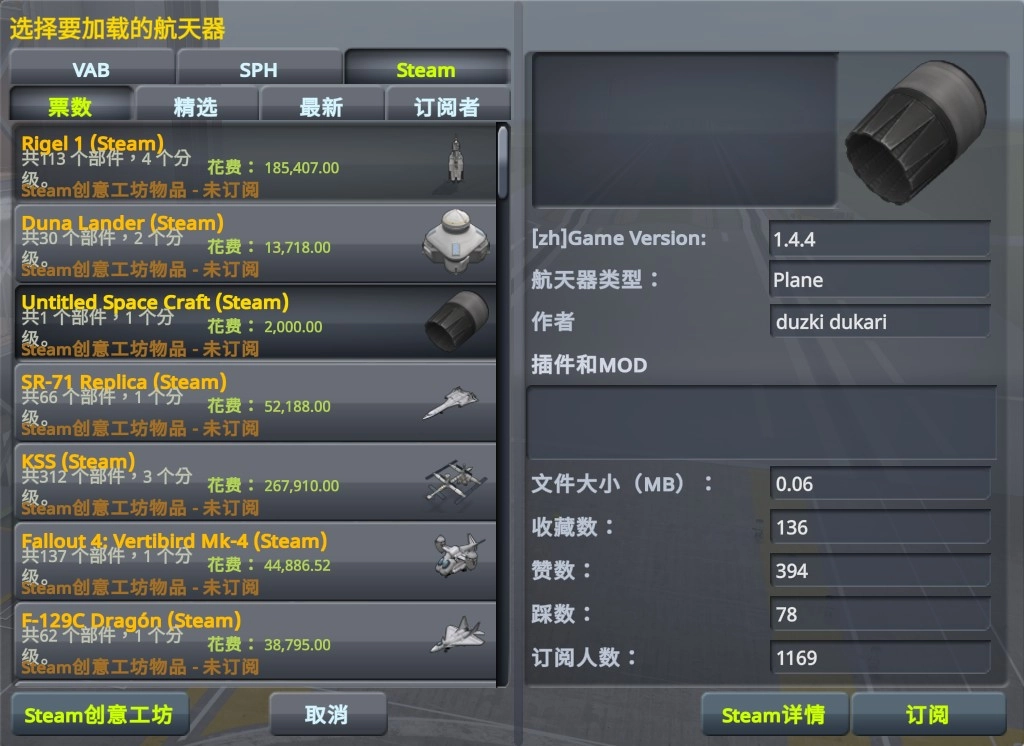 选择要加载的航天器
VAB
SPH
Steam
票数
精选
最新
订阅者
Rigel 1 (Steam)
共113 个部件，4 个分
级。
花费： 185,407.00
Steam创意工坊物品 - 未订阅
Duna Lander (Steam)
共30 个部件，2 个分
级。
花费： 13,718.00
Steam创意工坊物品 - 未订阅
Untitled Space Craft (Steam)
共1 个部件，1 个分
级。
花费： 2,000.00
Steam创意工坊物品 - 未订阅
SR-71 Replica (Steam)
共66 个部件，1 个分
级。
花费： 52,188.00
Steam创意工坊物品 - 未订阅
KSS (Steam)
共312 个部件，3 个分
级。
花费： 267,910.00
Steam创意工坊物品 - 未订阅
Fallout 4: Vertibird Mk-4 (Steam)
共137 个部件，1 个分
级。
花费： 44,886.52
Steam创意工坊物品 - 未订阅
F-129C Dragón (Steam)
共62 个部件，1 个分
级。
花费： 38,795.00
Steam创意工坊物品 - 未订阅
Steam创意工坊
取消
[zh]Game Version: 1.4.4
航天器类型： Plane
作者 duzki dukari
插件和MOD
文件大小（MB）： 0.06
收藏数： 136
赞数： 394
踩数： 78
订阅人数： 1169
Steam详情
订阅